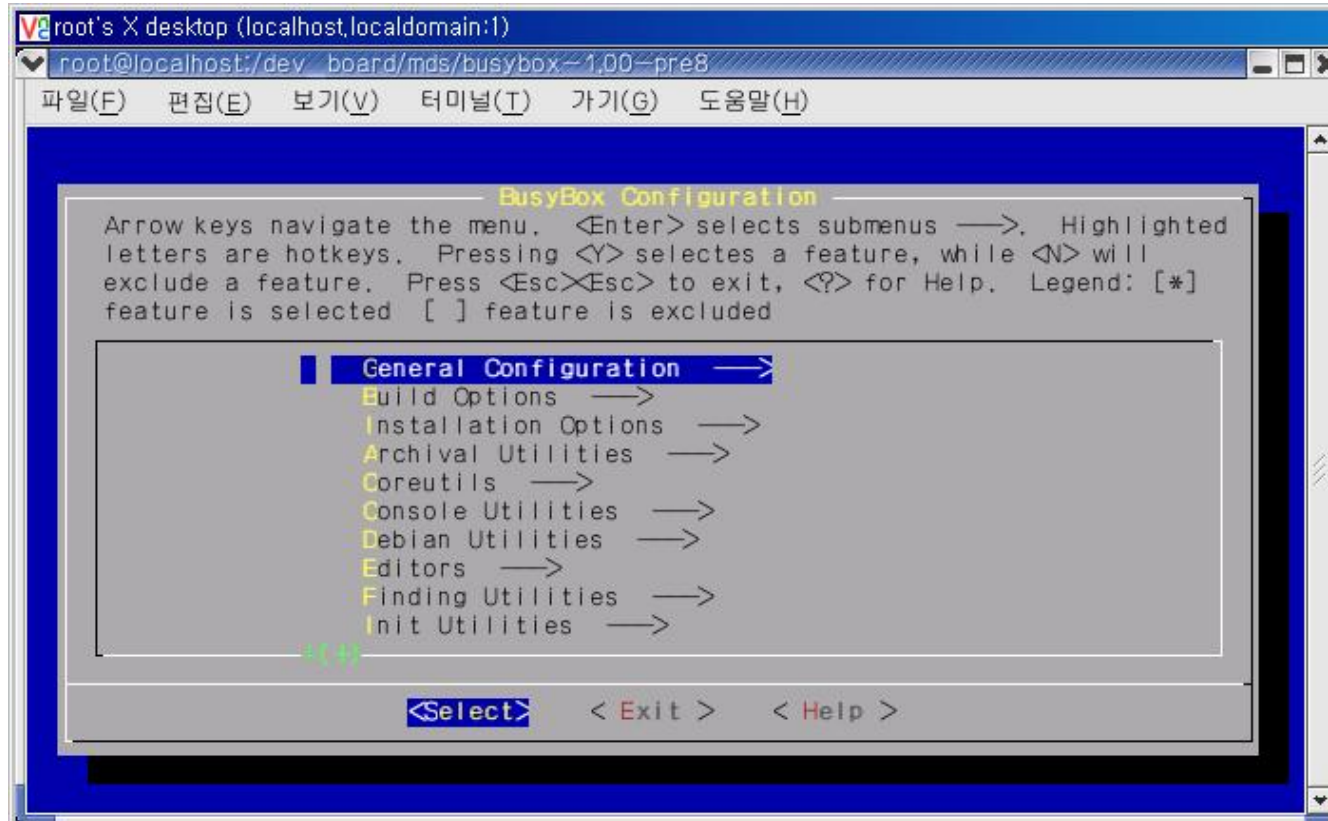 root's X desktop (localhost,localdomain:1)
root@localhost:/dev_board/mds/busybox-1,00-pre8
파일(F) 편집(E) 보기(V) 터미널(T) 가기(G) 도움말(H)
BusyBox Configuration
Arrow keys navigate the menu. <Enter> selects submenus --->. Highlighted
letters are hotkeys. Pressing <Y> selectes a feature, while <N> will
exclude a feature. Press <Esc><Esc> to exit, <?> for Help. Legend: [*]
feature is selected [ ] feature is excluded
General Configuration --->
Build Options --->
Installation Options --->
Archival Utilities --->
Coreutils --->
Console Utilities --->
Debian Utilities --->
Editors --->
Finding Utilities --->
Init Utilities --->
<Select> < Exit > < Help >